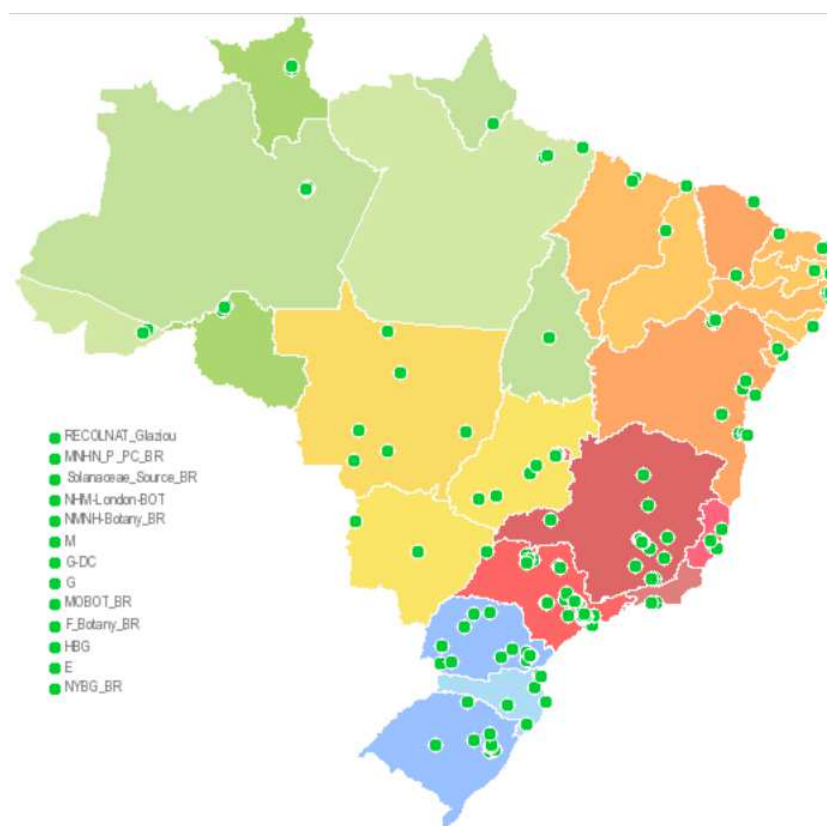 RECOLNAT_Glaziou
MNHN_P_PC_BR
Solanaceae_Source_BR
NHM-London-BOT
NMNH-Botany_BR
M
G-DC
G
MOBOT_BR
F_Botany_BR
HBG
E
NYBG_BR